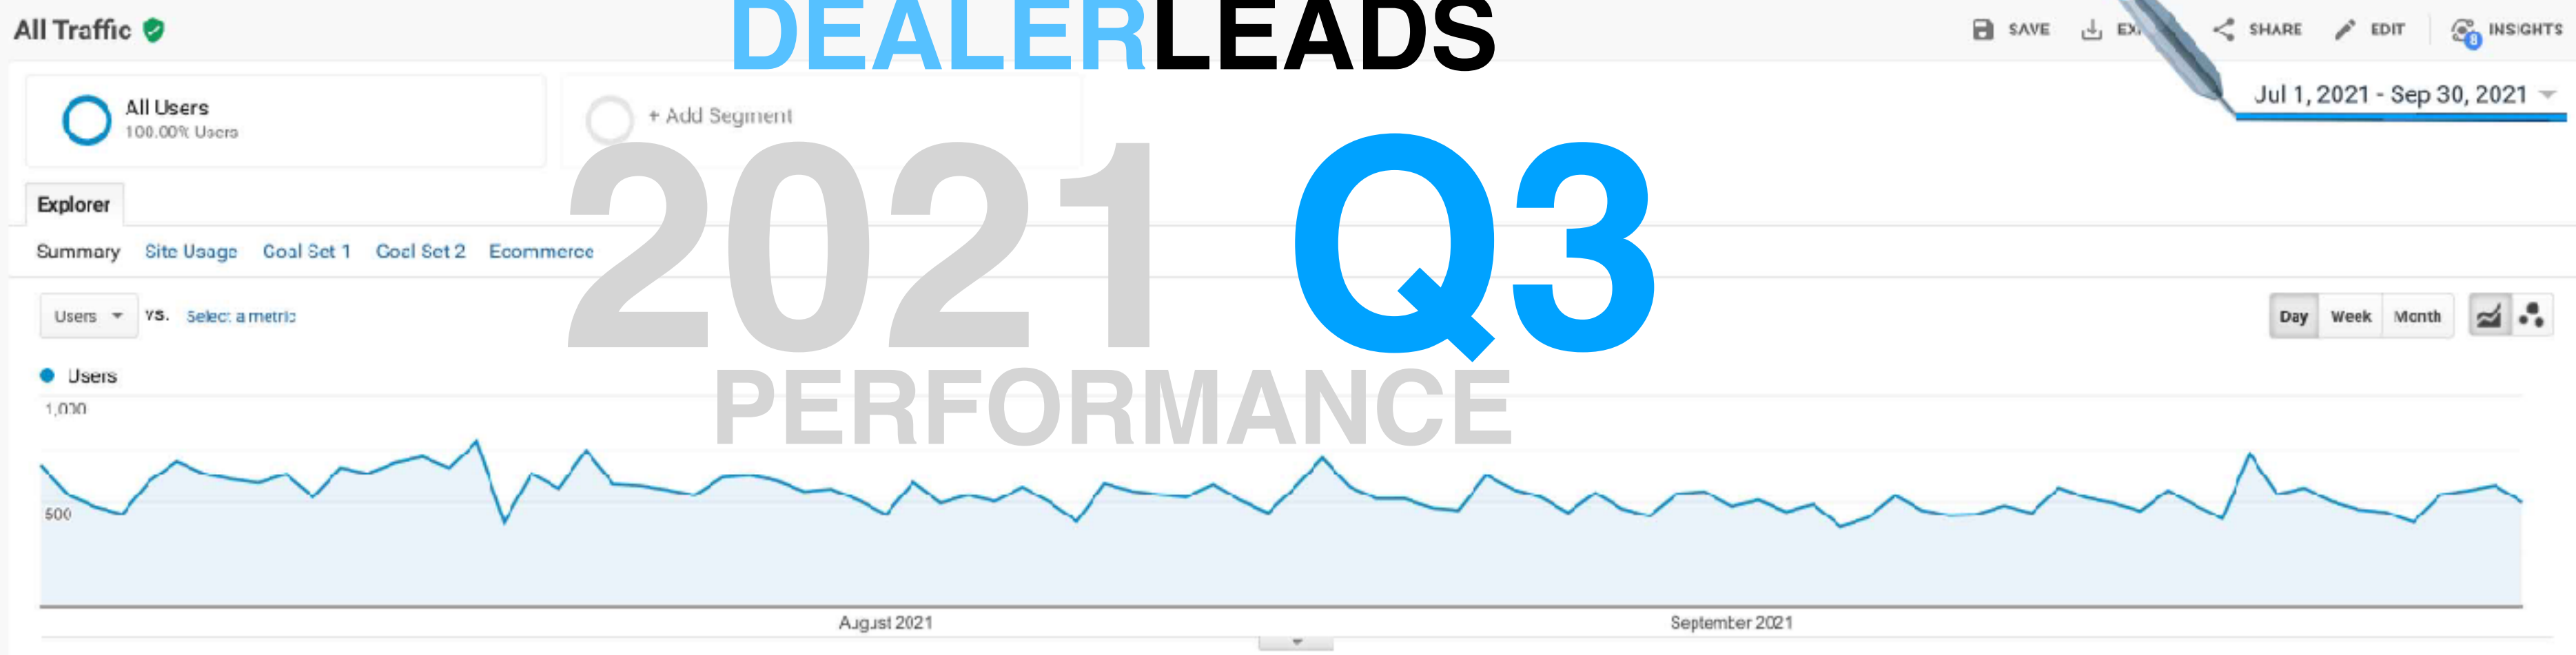 All Traffic
DEALERLEADS
SAVE
SHARE
EDIT
8
INSIGHTS
All Users
100.00% Users
+ Add Segment
Jul 1, 2021 - Sep 30, 2021
2021 Q3
Explorer
Summary Site Usage Goal Set 1 Goal Set 2 Ecommerce
Users VS. Select a metric
Day Week Month
Users
PERFORMANCE
1,000
500
August 2021
September 2021